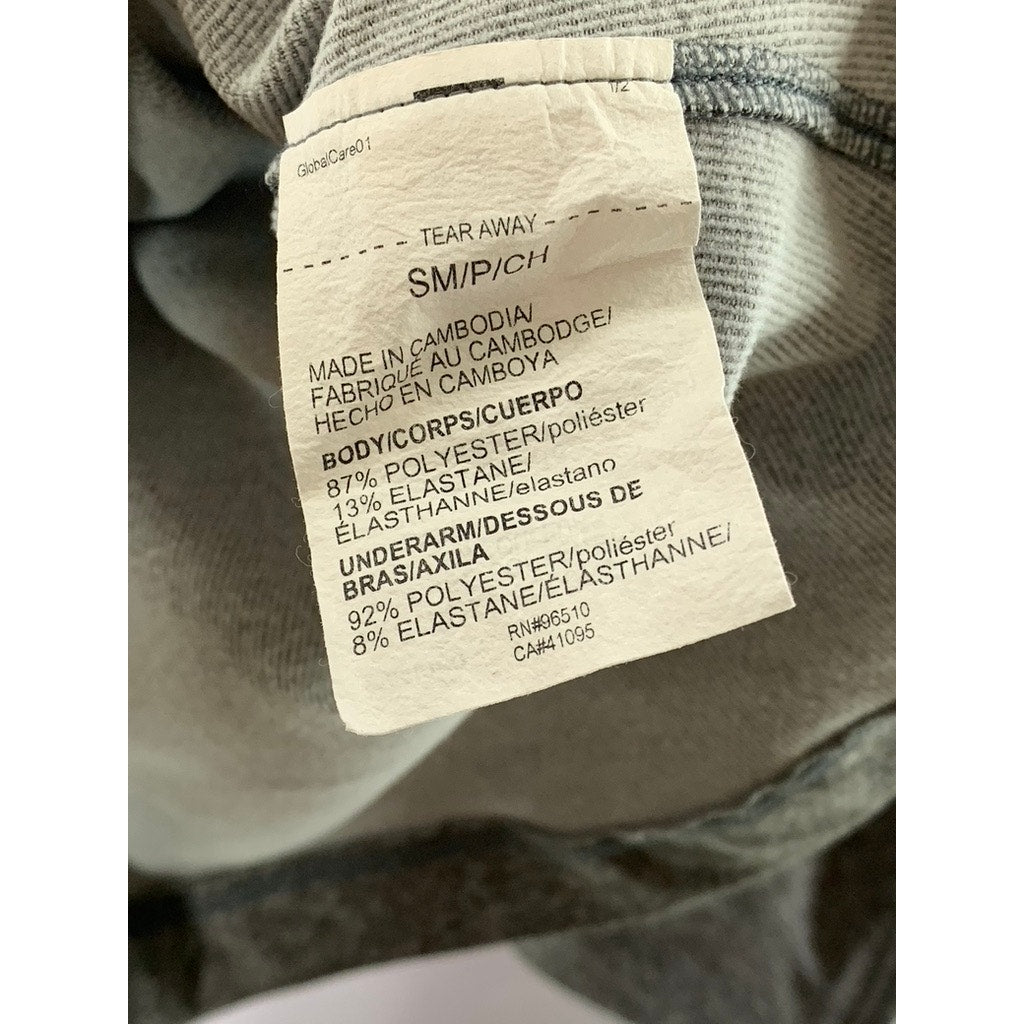 1/2
GlobalCare01
TEAR AWAY
SM/P/CH
MADE IN CAMBODIA/
FABRIQUÉ AU CAMBODGE/
HECHO EN CAMBOYA
BODY/CORPS/CUERPO
87% POLYESTER/poliéster
13% ELASTANE/
ÉLASTHANNE/elastano
UNDERARM/DESSOUS DE
BRAS/AXILA
92% POLYESTER/poliéster
8% ELASTANE/ÉLASTHANNE/
RN#96510
CA#41095